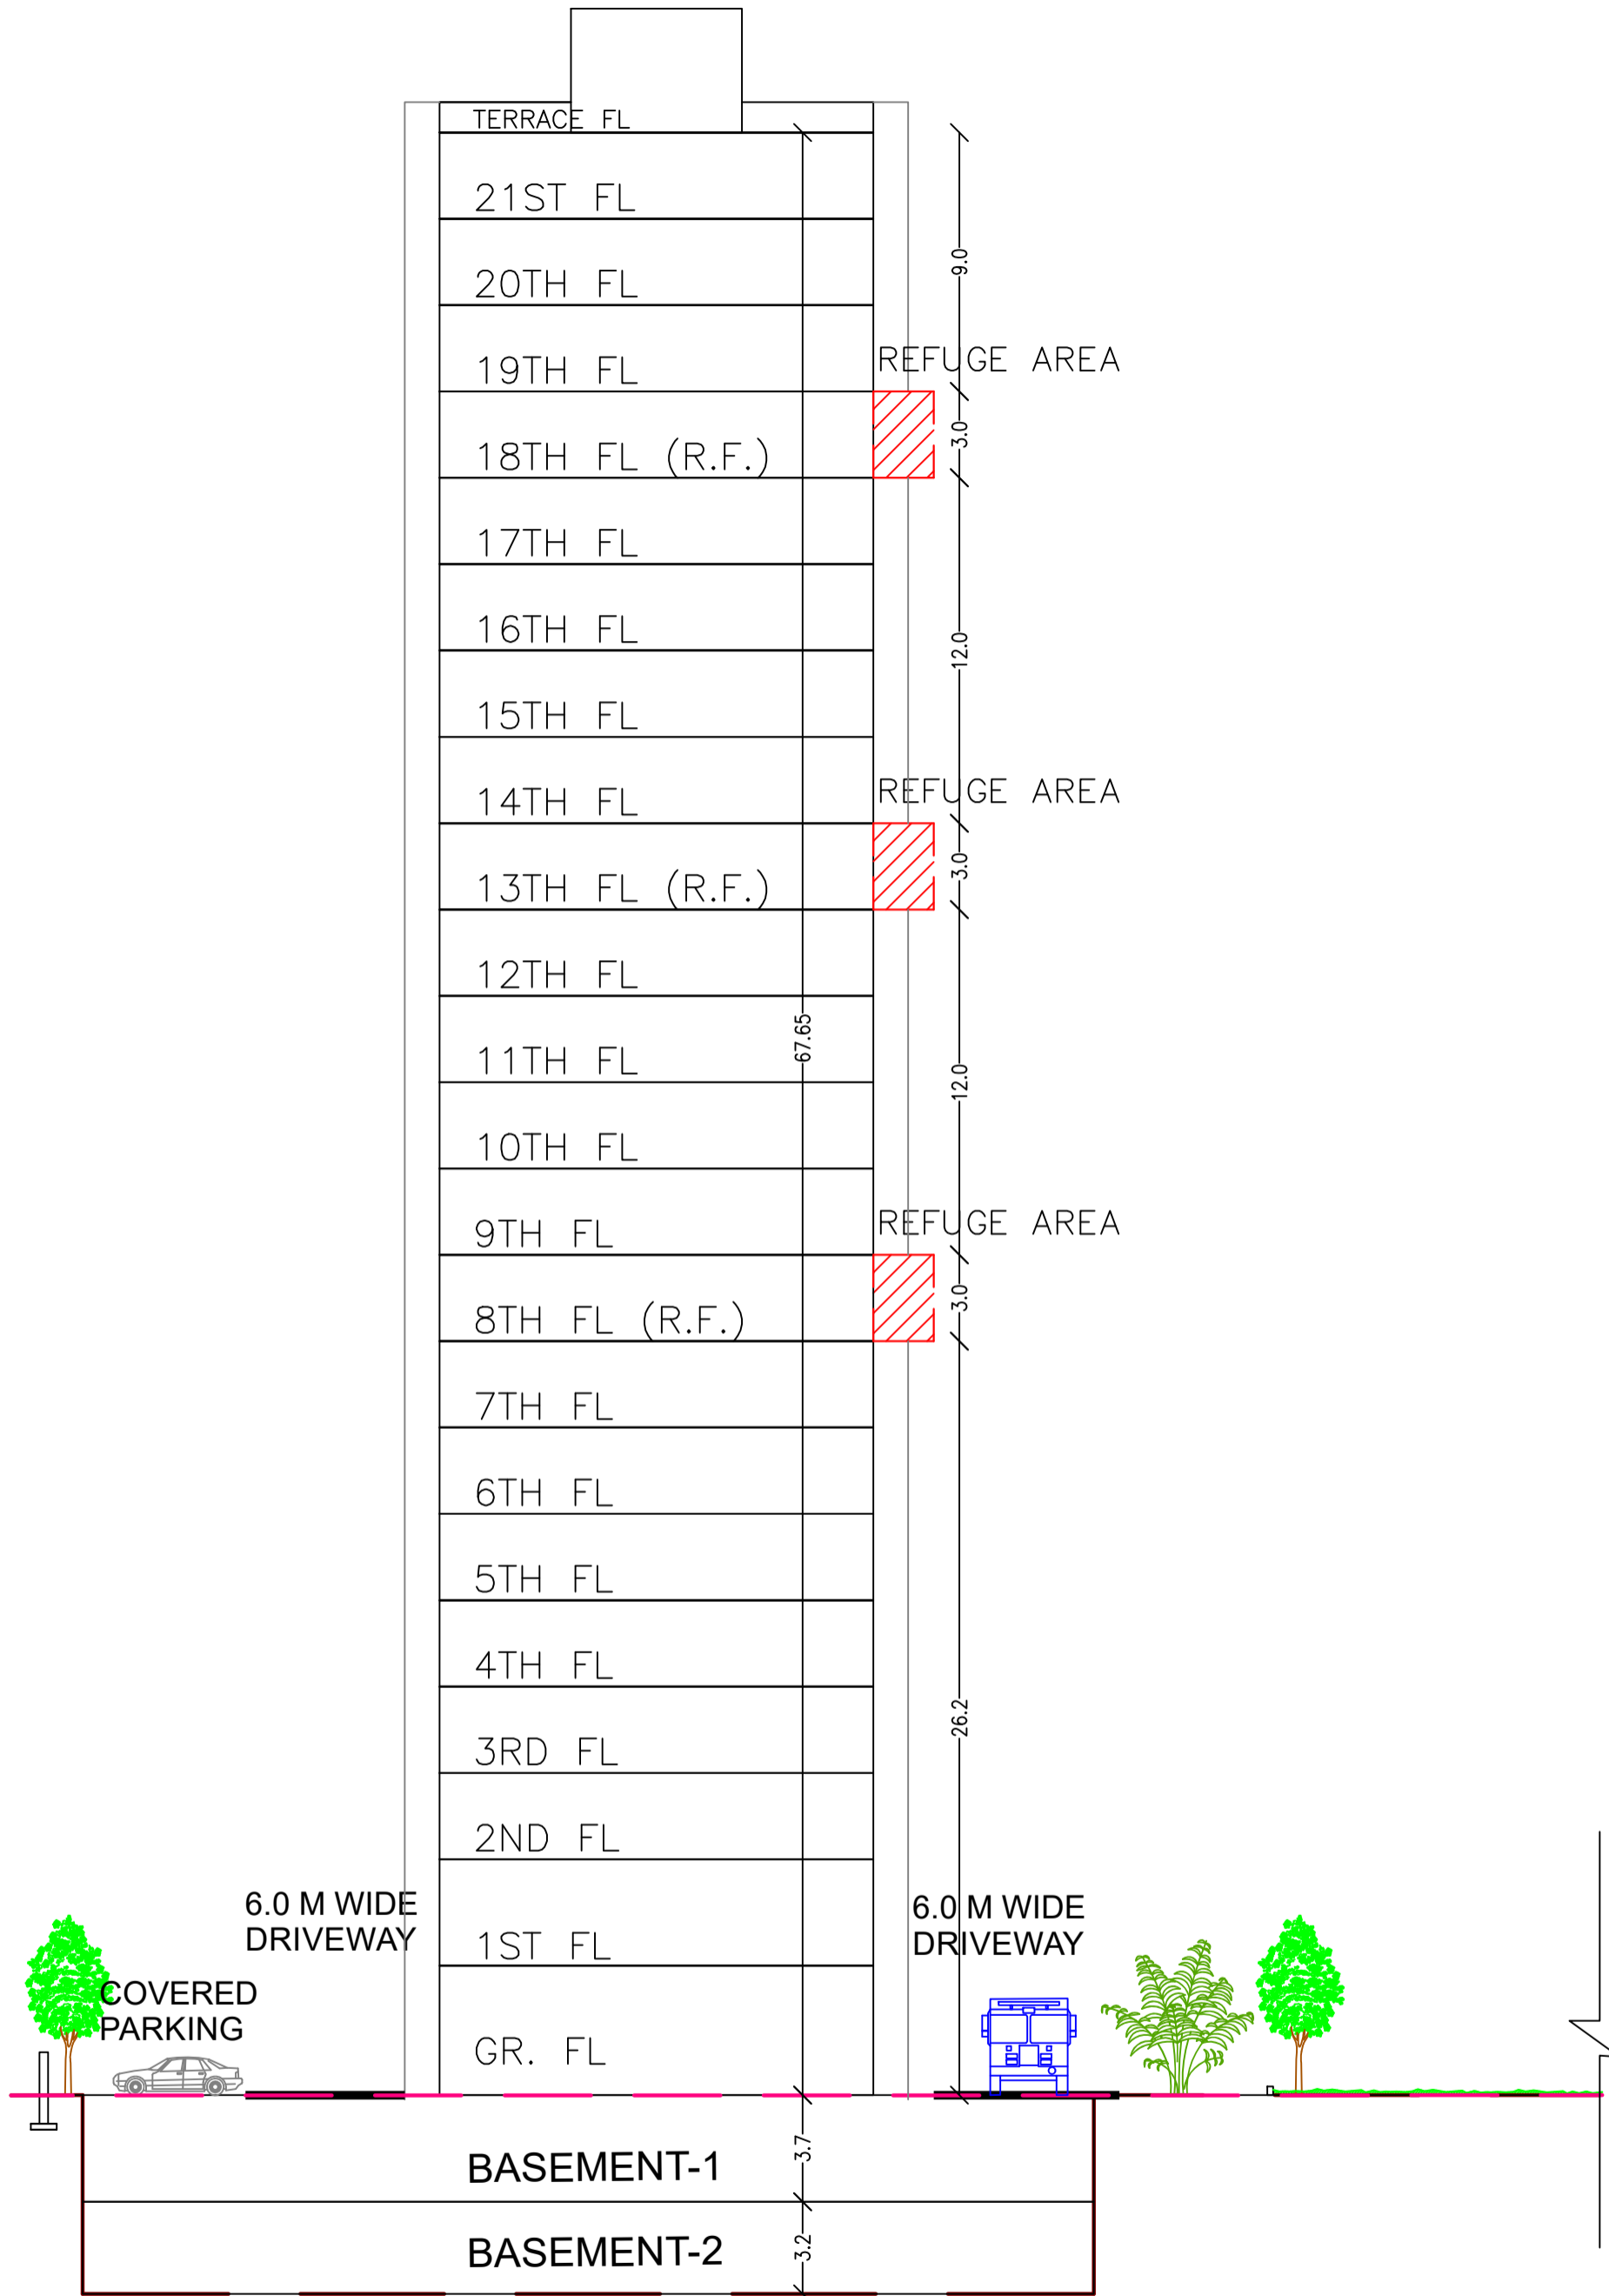 TERRACE FL
21ST FL
9.0
20TH FL
19TH FL
REFUGE AREA
18TH FL (R.F.)
3.0
17TH FL
16TH FL
12.0
15TH FL
14TH FL
REFUGE AREA
13TH FL (R.F.)
3.0
12TH FL
67.65
11TH FL
12.0
10TH FL
9TH FL
REFUGE AREA
8TH FL (R.F.)
3.0
7TH FL
6TH FL
5TH FL
4TH FL
26.2
3RD FL
2ND FL
6.0 M WIDE
DRIVEWAY
1ST FL
6.0 M WIDE
DRIVEWAY
COVERED
PARKING
GR. FL
BASEMENT-1
3.7
BASEMENT-2
3.2